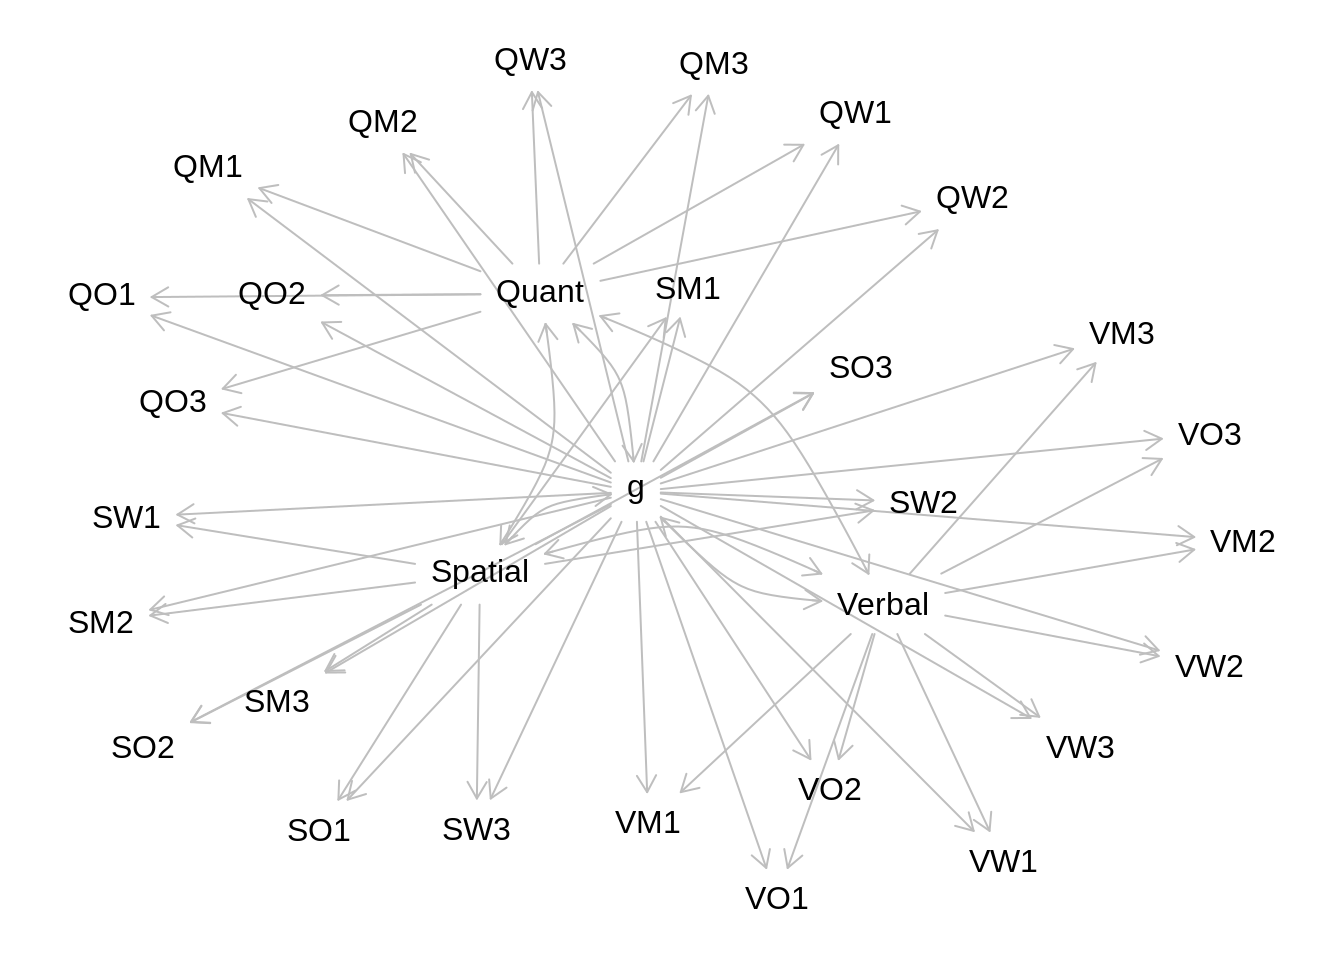 QW3
QM3
QM2
QW1
QM1
QW2
QO1
QO2
Quant
SM1
VM3
SO3
QO3
VO3
g
SW2
SW1
VM2
Spatial
Verbal
SM2
VW2
SM3
SO2
VW3
VO2
SO1
SW3
VM1
VW1
VO1